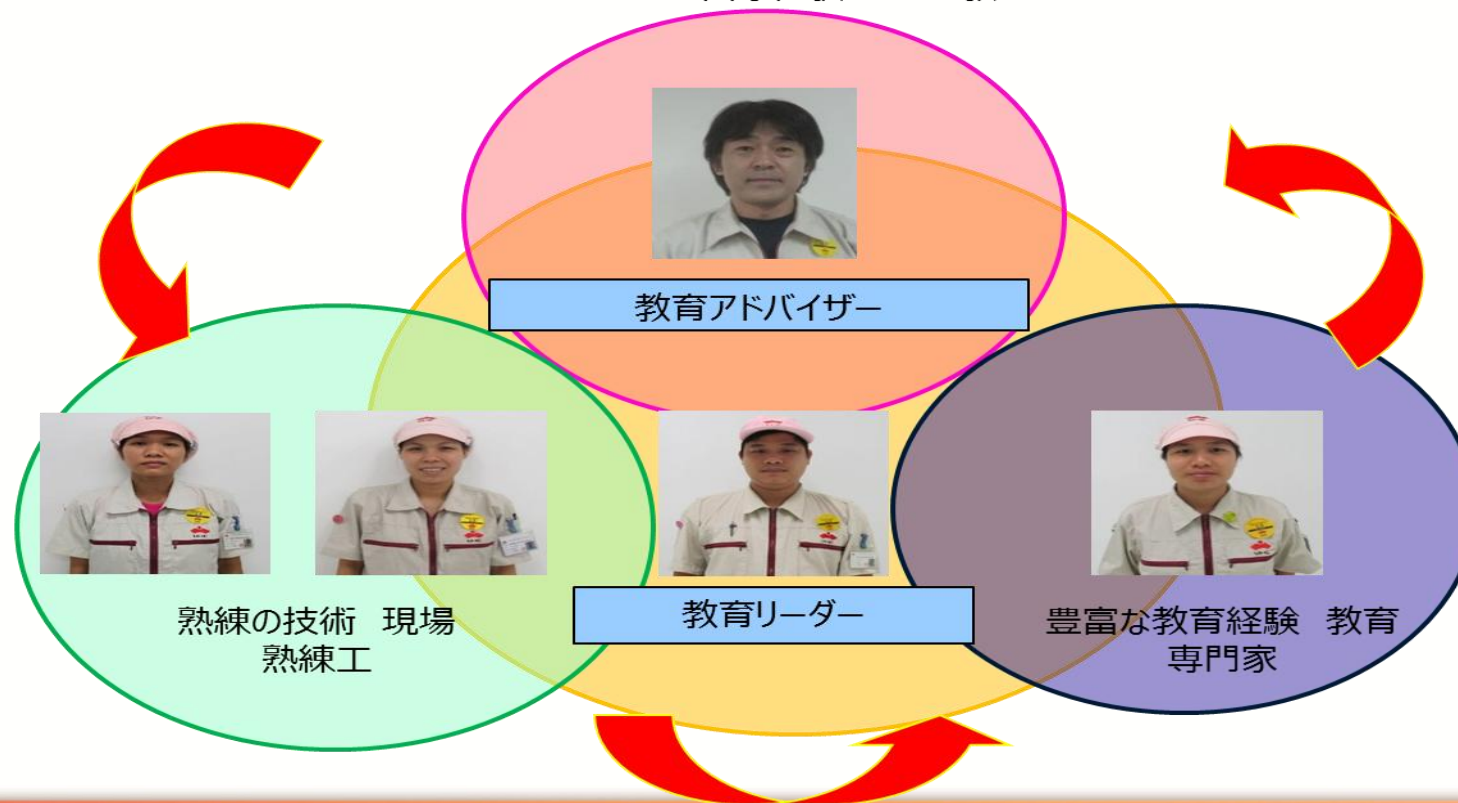 教育アドバイザー
教育リーダー
熟練の技術　現場
熟練工
豊富な教育経験　教育
専門家